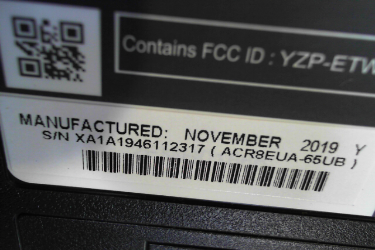 Contains FCC ID : YZP-ETW
MANUFACTURED: NOVEMBER 2019 Y
S/N XA1A1946112317 ( ACR8EUA-65UB )